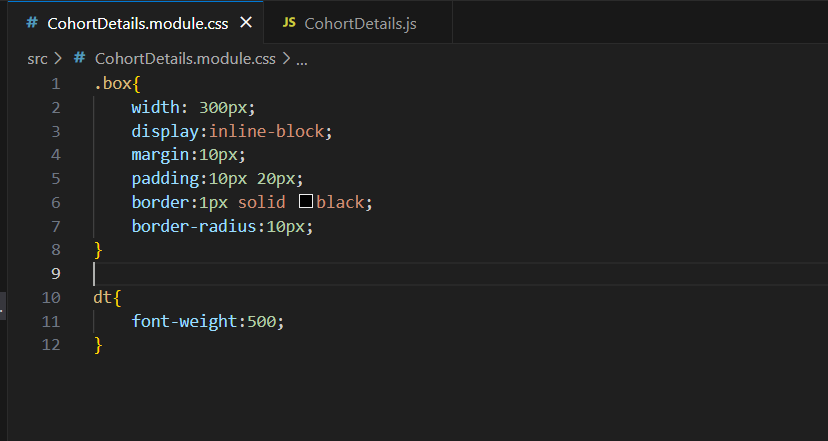 # CohortDetails.module.css × JS CohortDetails.js
src > # CohortDetails.module.css > ...
1 .box{
2 width: 300px;
3 display:inline-block;
4 margin:10px;
5 padding:10px 20px;
6 border:1px solid black;
7 border-radius:10px;
8 }
9
10 dt{
11 font-weight:500;
12 }